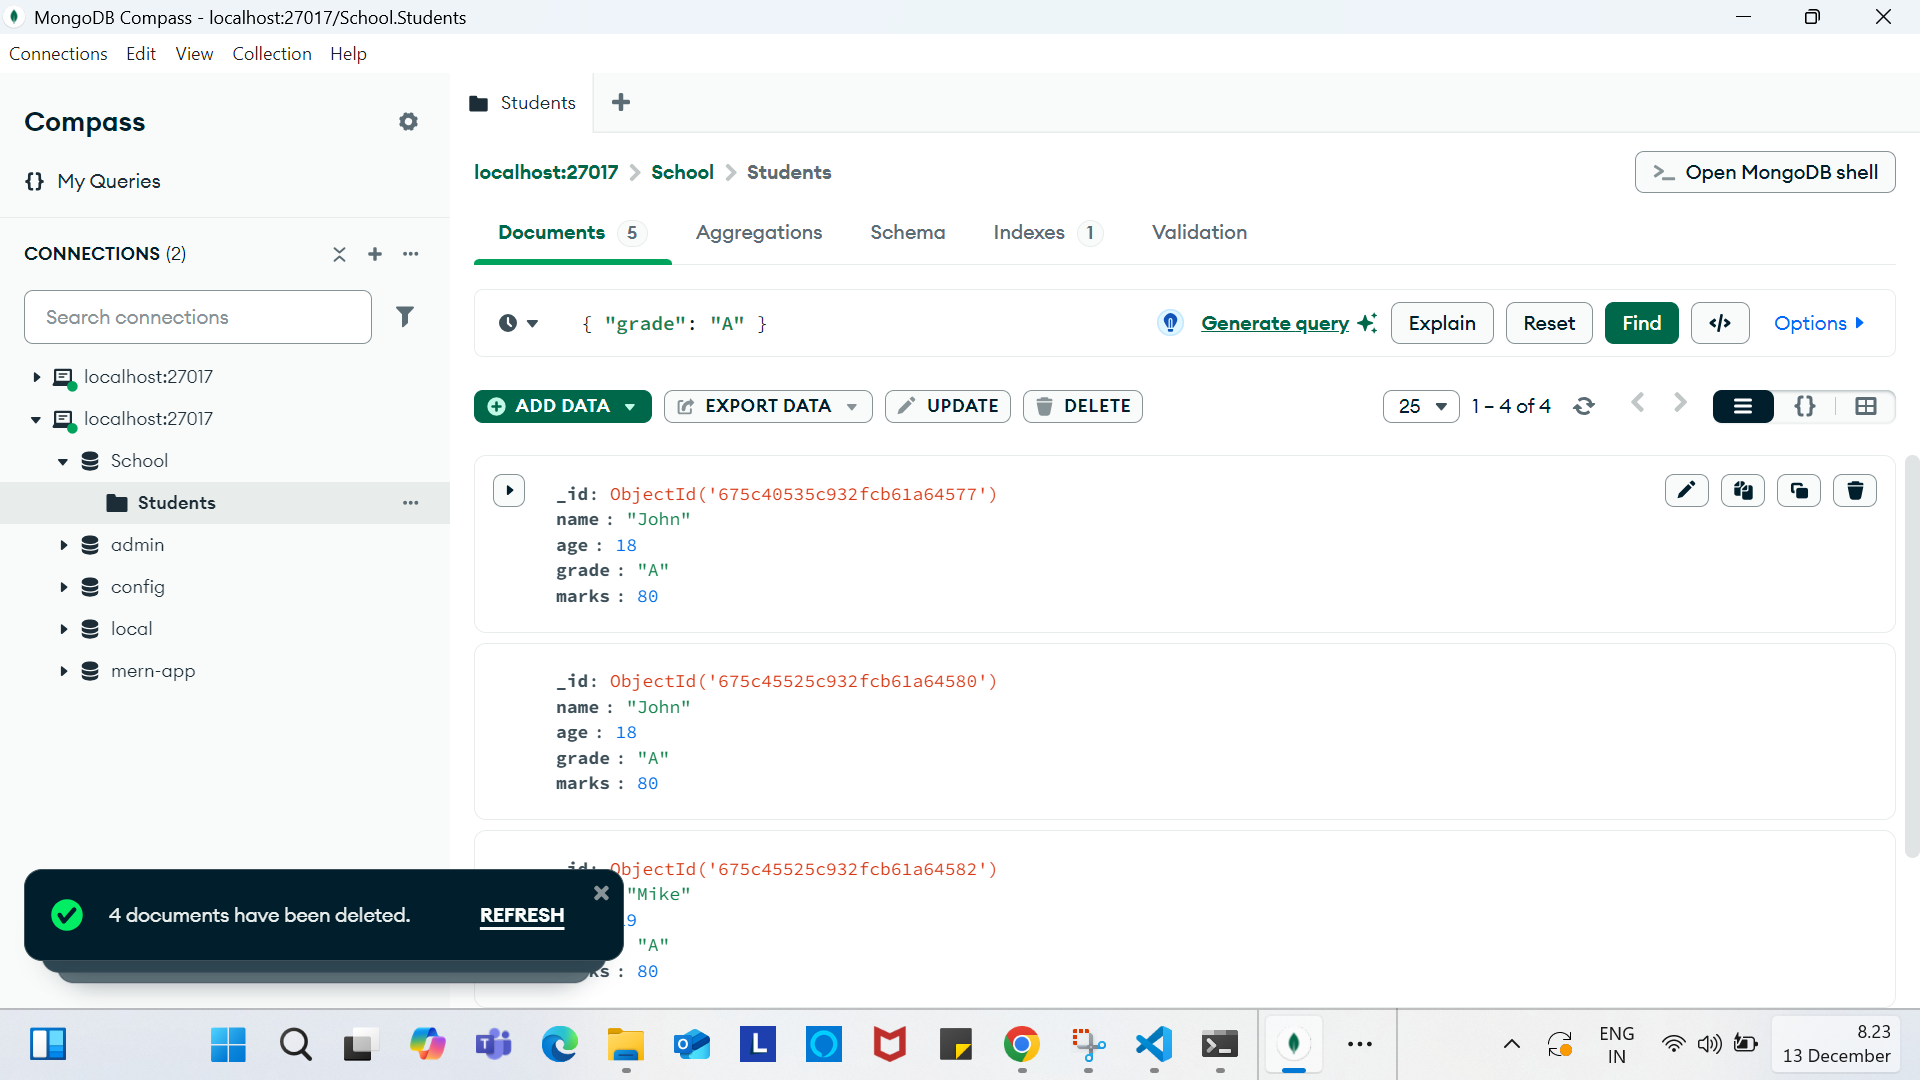 MongoDB Compass - localhost:27017/School.Students
Connections Edit View Collection Help
Compass
{} My Queries
CONNECTIONS (2)
Search connections
localhost:27017
localhost:27017
School
Students
admin
config
local
mern-app
Students
localhost:27017 > School > Students
>_ Open MongoDB shell
Documents 5 Aggregations Schema Indexes 1 Validation
{ "grade": "A" }
Generate query Explain Reset Find </> Options
ADD DATA EXPORT DATA UPDATE DELETE
25 1 – 4 of 4 {}
_id: ObjectId('675c40535c932fcb61a64577')
name : "John"
age : 18
grade : "A"
marks : 80
_id: ObjectId('675c45525c932fcb61a64580')
name : "John"
age : 18
grade : "A"
marks : 80
_id: ObjectId('675c45525c932fcb61a64582')
"Mike"
9
"A"
ks : 80
4 documents have been deleted. REFRESH
L
ENG
IN
8.23
13 December